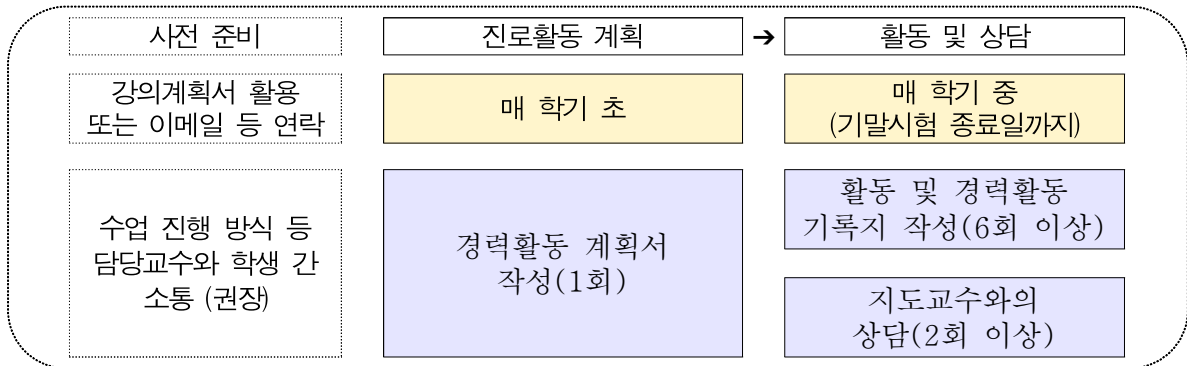 사전 준비
진로활동 계획
➔
활동 및 상담
강의계획서 활용
또는 이메일 등 연락
매 학기 초
매 학기 중
(기말시험 종료일까지)
수업 진행 방식 등
담당교수와 학생 간
소통 (권장)
경력활동 계획서
작성(1회)
활동 및 경력활동
기록지 작성(6회 이상)
지도교수와의
상담(2회 이상)